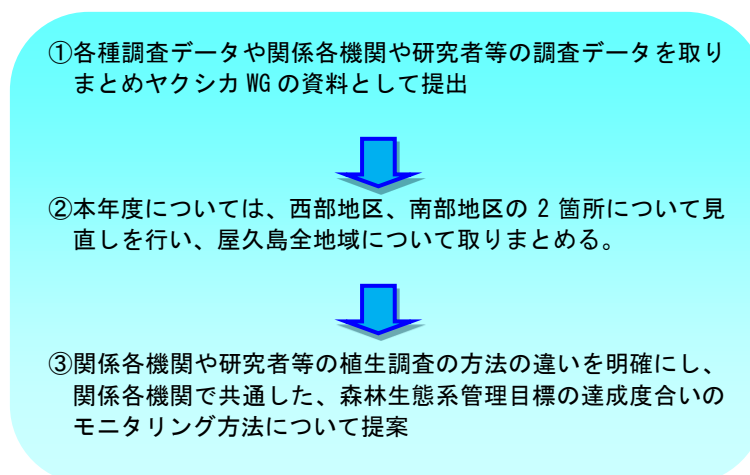 ①各種調査データや関係各機関や研究者等の調査データを取り
まとめヤクシカ WG の資料として提出
②本年度については、西部地区、南部地区の 2 箇所について見
直しを行い、屋久島全地域について取りまとめる。
③関係各機関や研究者等の植生調査の方法の違いを明確にし、
関係各機関で共通した、森林生態系管理目標の達成度合いの
モニタリング方法について提案